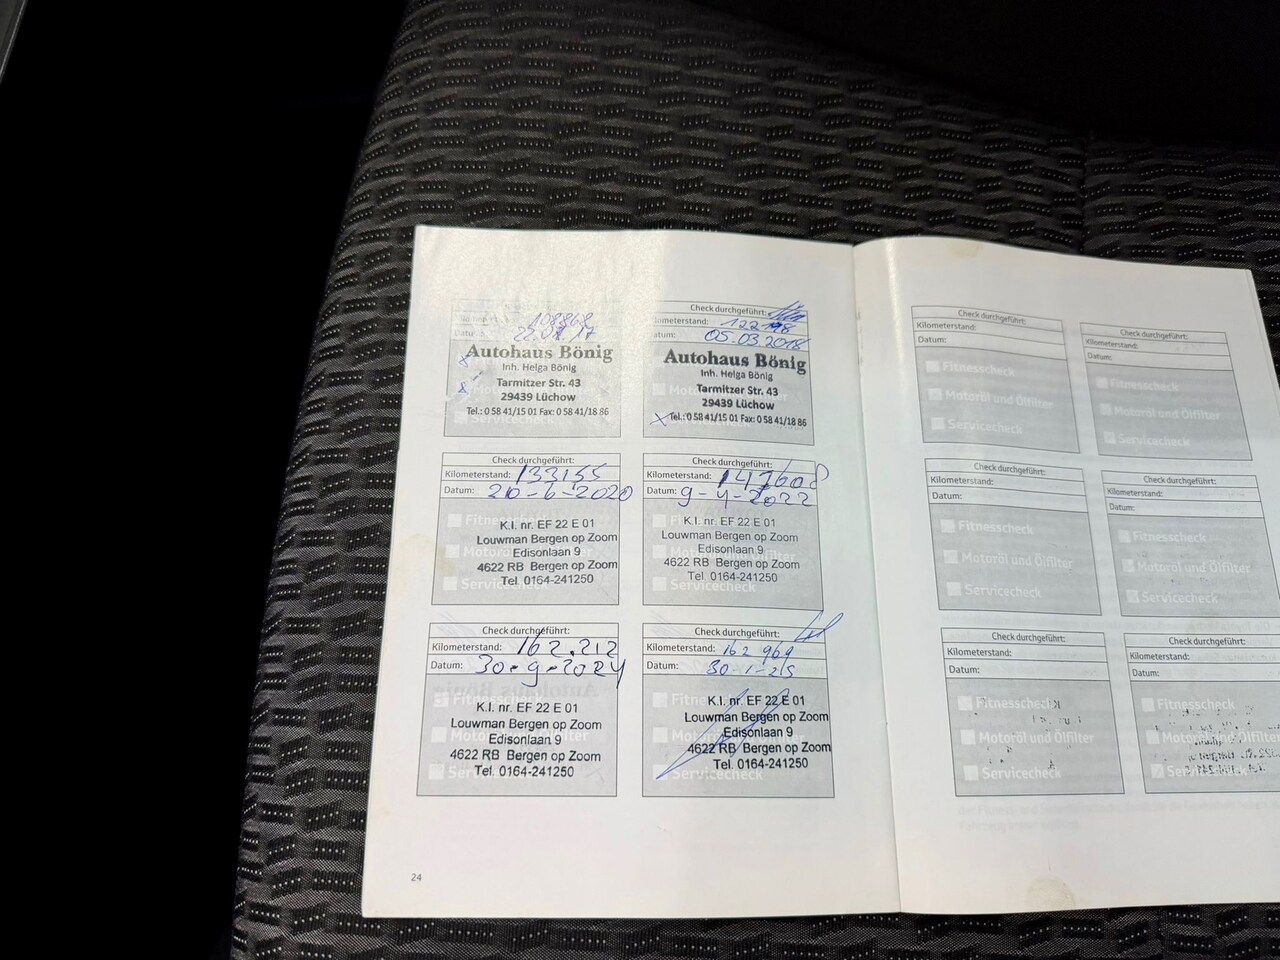 108868
22.01.17
Autohaus Bönig
Inh. Helga Bönig
Tarmitzer Str. 43
29439 Lüchow
Tel.: 0 58 41/15 01 Fax: 0 58 41/18 86
Servicecheck
Check durchgeführt:
Kilometerstand:
Datum: 05.03.2018
Autohaus Bönig
Inh. Helga Bönig
Tarmitzer Str. 43
29439 Lüchow
Tel.: 0 58 41/15 01 Fax: 0 58 41/18 86
Check durchgeführt:
Kilometerstand: 133155
Datum: 20-6-2020
K.I. nr. EF 22 E 01
Louwman Bergen op Zoom
Edisonlaan 9
4622 RB Bergen op Zoom
Tel. 0164-241250
Servicecheck
Check durchgeführt:
Kilometerstand: 147608
Datum: 9-4-2022
K.I. nr. EF 22 E 01
Louwman Bergen op Zoom
Edisonlaan 9
4622 RB Bergen op Zoom
Tel. 0164-241250
Servicecheck
Check durchgeführt:
Kilometerstand: 162.212
Datum: 30-9-2024
Fitnesscheck
K.I. nr. EF 22 E 01
Louwman Bergen op Zoom
Edisonlaan 9
4622 RB Bergen op Zoom
Tel. 0164-241250
Check durchgeführt:
Kilometerstand: 162 969
Datum: 30-1-25
K.I. nr. EF 22 E 01
Louwman Bergen op Zoom
Edisonlaan 9
4622 RB Bergen op Zoom
Tel. 0164-241250
Servicecheck
24
Check durchgeführt:
Kilometerstand:
Datum:
Fitnesscheck
Motoröl und Ölfilter
Servicecheck
Check durchgeführt:
Kilometerstand:
Datum:
Fitnesscheck
Motoröl und Ölfilter
Servicecheck
Check durchgeführt:
Kilometerstand:
Datum:
Fitnesscheck
Motoröl und Ölfilter
Servicecheck
Check durchgeführt:
Kilometerstand:
Datum:
Fitnesscheck
Motoröl und Ölfilter
Servicecheck
Check durchgeführt:
Kilometerstand:
Datum:
Fitnesscheck
Motoröl und Ölfilter
Servicecheck
Check durchgeführt:
Kilometerstand:
Datum:
Fitnesscheck
Motoröl und Ölfilter
Servicecheck